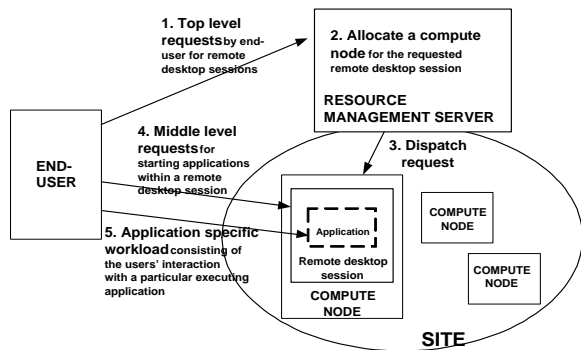 1. Top level
requests by end-
user for remote
desktop sessions
2. Allocate a compute
node for the requested
remote desktop session
RESOURCE
MANAGEMENT SERVER
4. Middle level
requests for
starting applications
within a remote
desktop session
3. Dispatch
request
END-
USER
Application
Remote desktop
session
COMPUTE
NODE
COMPUTE
NODE
COMPUTE
NODE
5. Application specific
workload consisting of
the users' interaction
with a particular executing
application
SITE